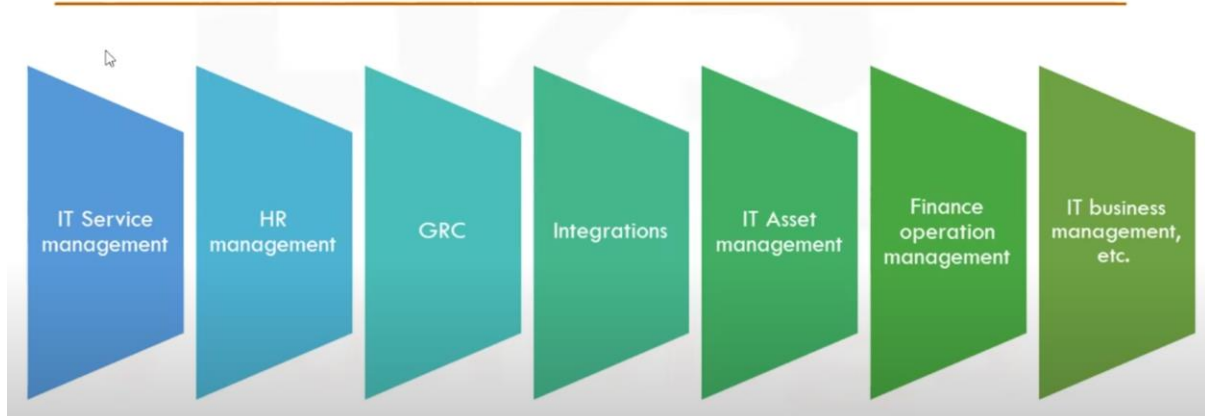 IT Service
management
HR
management
GRC
Integrations
IT Asset
management
Finance
operation
management
IT business
management,
etc.